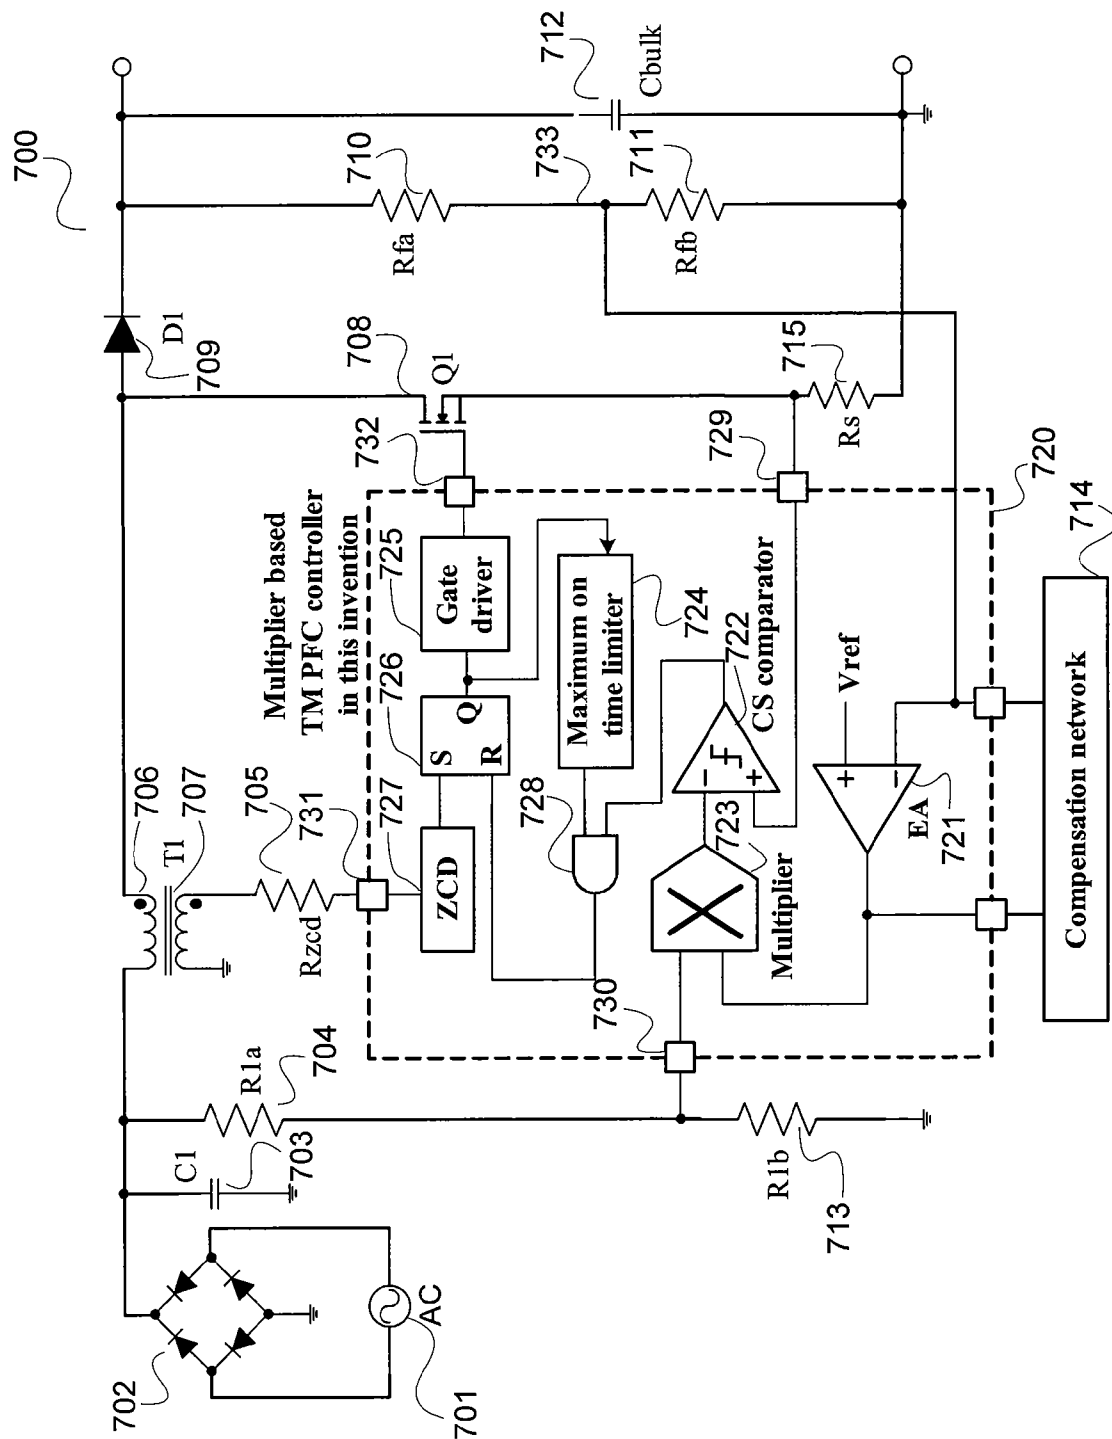 700
706
T1
707
D1
709
702
C1
703
R1a
704
705
Rzcd
731
Multiplier based
TM PFC controller
in this invention
732
708
Q1
Rfa
710
733
Rfb
711
712
Cbulk
727
ZCD
726
S
Q
R
725
Gate
driver
728
Maximum on
time limiter
724
722
CS comparator
723
Multiplier
729
715
Rs
720
730
R1b
713
AC
701
Vref
EA
721
714
Compensation network